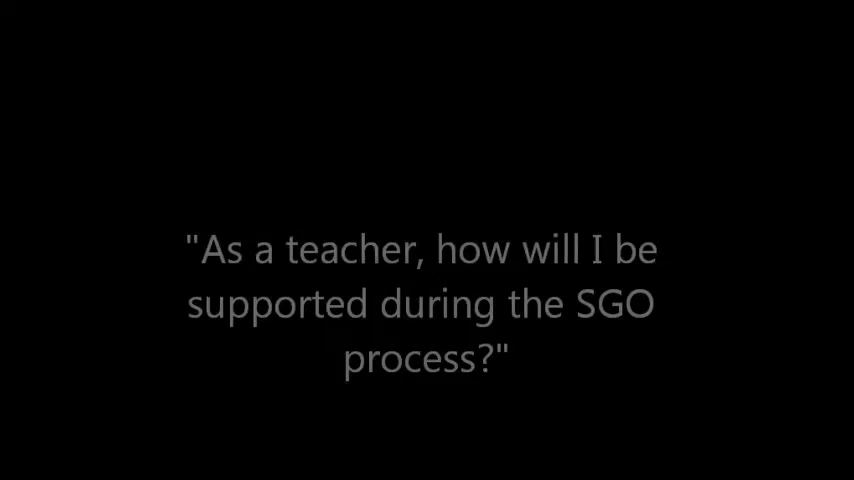 "As a teacher, how will I be
supported during the SGO
process?"